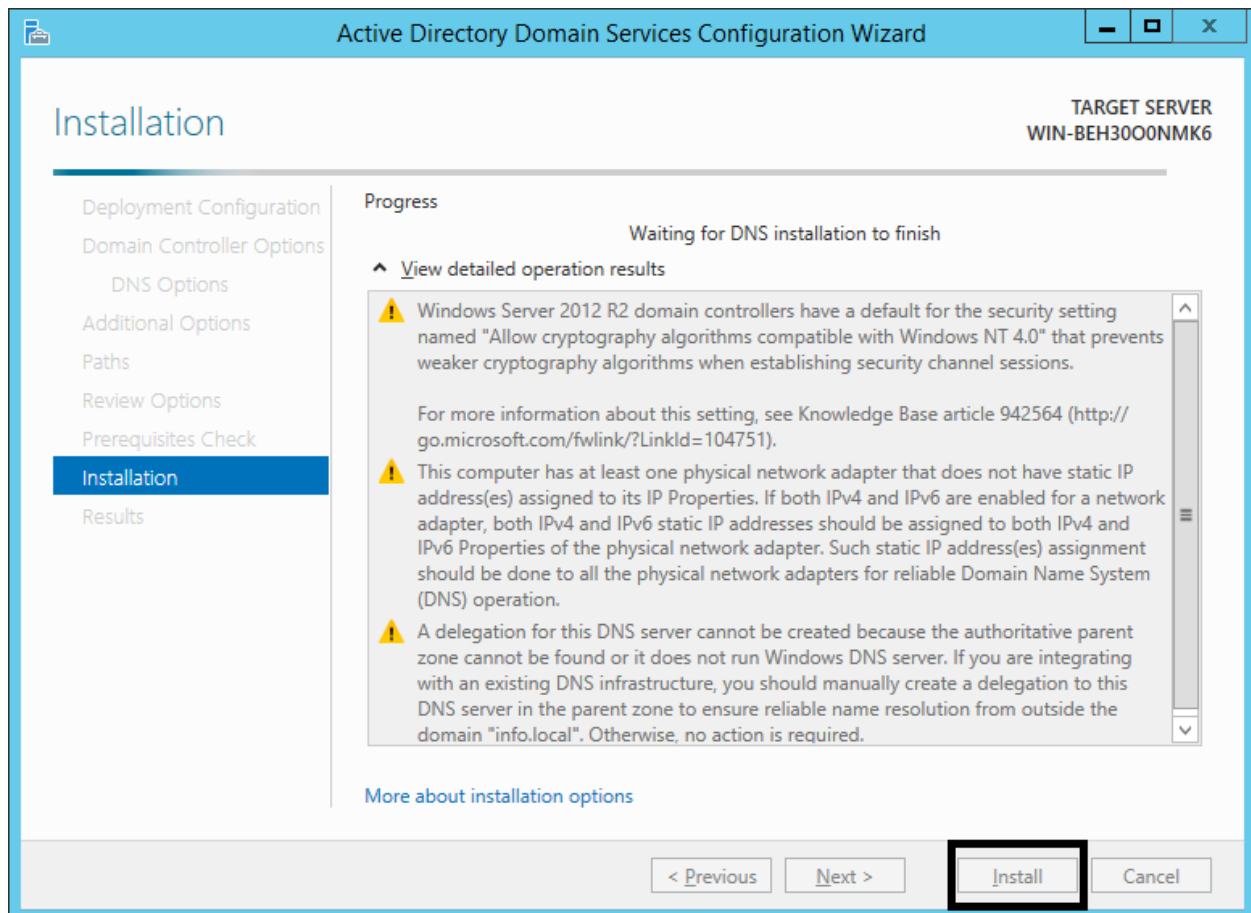 Active Directory Domain Services Configuration Wizard
Installation
TARGET SERVER
WIN-BEH30O0NMK6
Deployment Configuration
Domain Controller Options
DNS Options
Additional Options
Paths
Review Options
Prerequisites Check
Installation
Results
Progress
Waiting for DNS installation to finish
View detailed operation results
Windows Server 2012 R2 domain controllers have a default for the security setting
named "Allow cryptography algorithms compatible with Windows NT 4.0" that prevents
weaker cryptography algorithms when establishing security channel sessions.
For more information about this setting, see Knowledge Base article 942564 (http://
go.microsoft.com/fwlink/?LinkId=104751).
This computer has at least one physical network adapter that does not have static IP
address(es) assigned to its IP Properties. If both IPv4 and IPv6 are enabled for a network
adapter, both IPv4 and IPv6 static IP addresses should be assigned to both IPv4 and
IPv6 Properties of the physical network adapter. Such static IP address(es) assignment
should be done to all the physical network adapters for reliable Domain Name System
(DNS) operation.
A delegation for this DNS server cannot be created because the authoritative parent
zone cannot be found or it does not run Windows DNS server. If you are integrating
with an existing DNS infrastructure, you should manually create a delegation to this
DNS server in the parent zone to ensure reliable name resolution from outside the
domain "info.local". Otherwise, no action is required.
More about installation options
< Previous
Next >
Install
Cancel